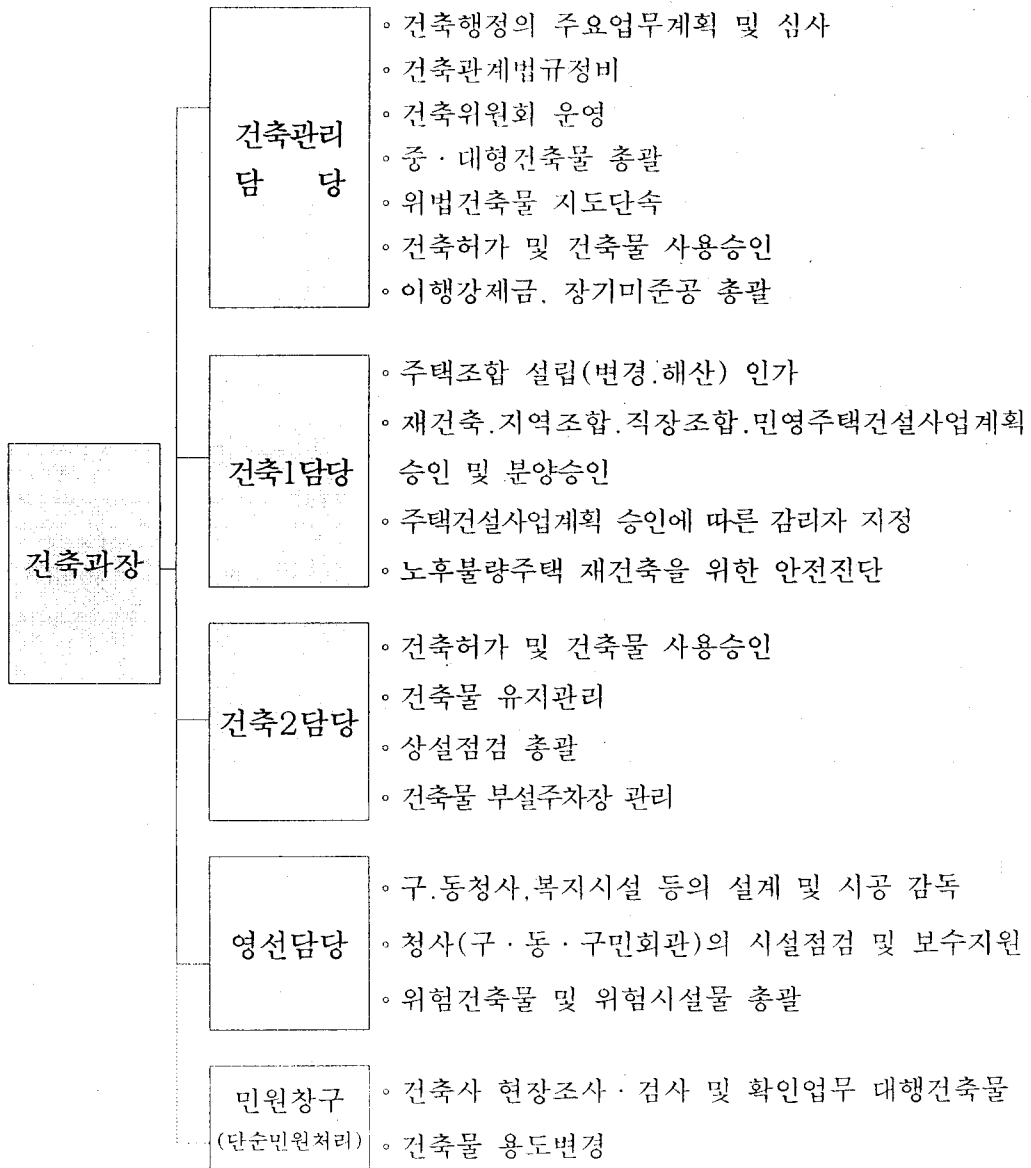 건축과장
건축관리
담 당
◦ 건축행정의 주요업무계획 및 심사
◦ 건축관계법규정비
◦ 건축위원회 운영
◦ 중 · 대형건축물 총괄
◦ 위법건축물 지도단속
◦ 건축허가 및 건축물 사용승인
◦ 이행강제금. 장기미준공 총괄
건축1담당
◦ 주택조합 설립(변경.해산) 인가
◦ 재건축.지역조합.직장조합.민영주택건설사업계획
승인 및 분양승인
◦ 주택건설사업계획 승인에 따른 감리자 지정
◦ 노후불량주택 재건축을 위한 안전진단
건축2담당
◦ 건축허가 및 건축물 사용승인
◦ 건축물 유지관리
◦ 상설점검 총괄
◦ 건축물 부설주차장 관리
영선담당
◦ 구.동청사,복지시설 등의 설계 및 시공 감독
◦ 청사(구 · 동 · 구민회관)의 시설점검 및 보수지원
◦ 위험건축물 및 위험시설물 총괄
민원창구
(단순민원처리)
◦ 건축사 현장조사 · 검사 및 확인업무 대행건축물
◦ 건축물 용도변경